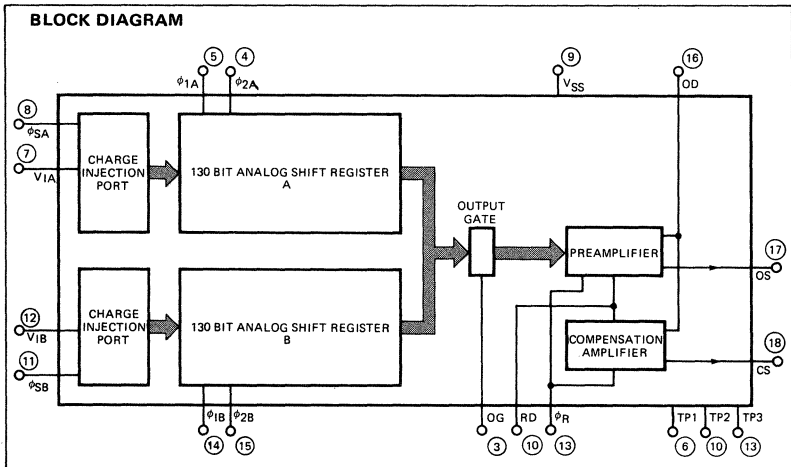 BLOCK DIAGRAM
5 4 9 16
ϕ1A ϕ2A VSS OD
8
ϕSA
7
VIA
CHARGE
INJECTION
PORT
130 BIT ANALOG SHIFT REGISTER
A
OUTPUT
GATE
PREAMPLIFIER
17
OS
12
VIB
11
ϕSB
CHARGE
INJECTION
PORT
130 BIT ANALOG SHIFT REGISTER
B
COMPENSATION
AMPLIFIER
18
CS
ϕIB ϕ2B OG RD ϕR TP1 TP2 TP3
14 15 3 10 13 6 10 13